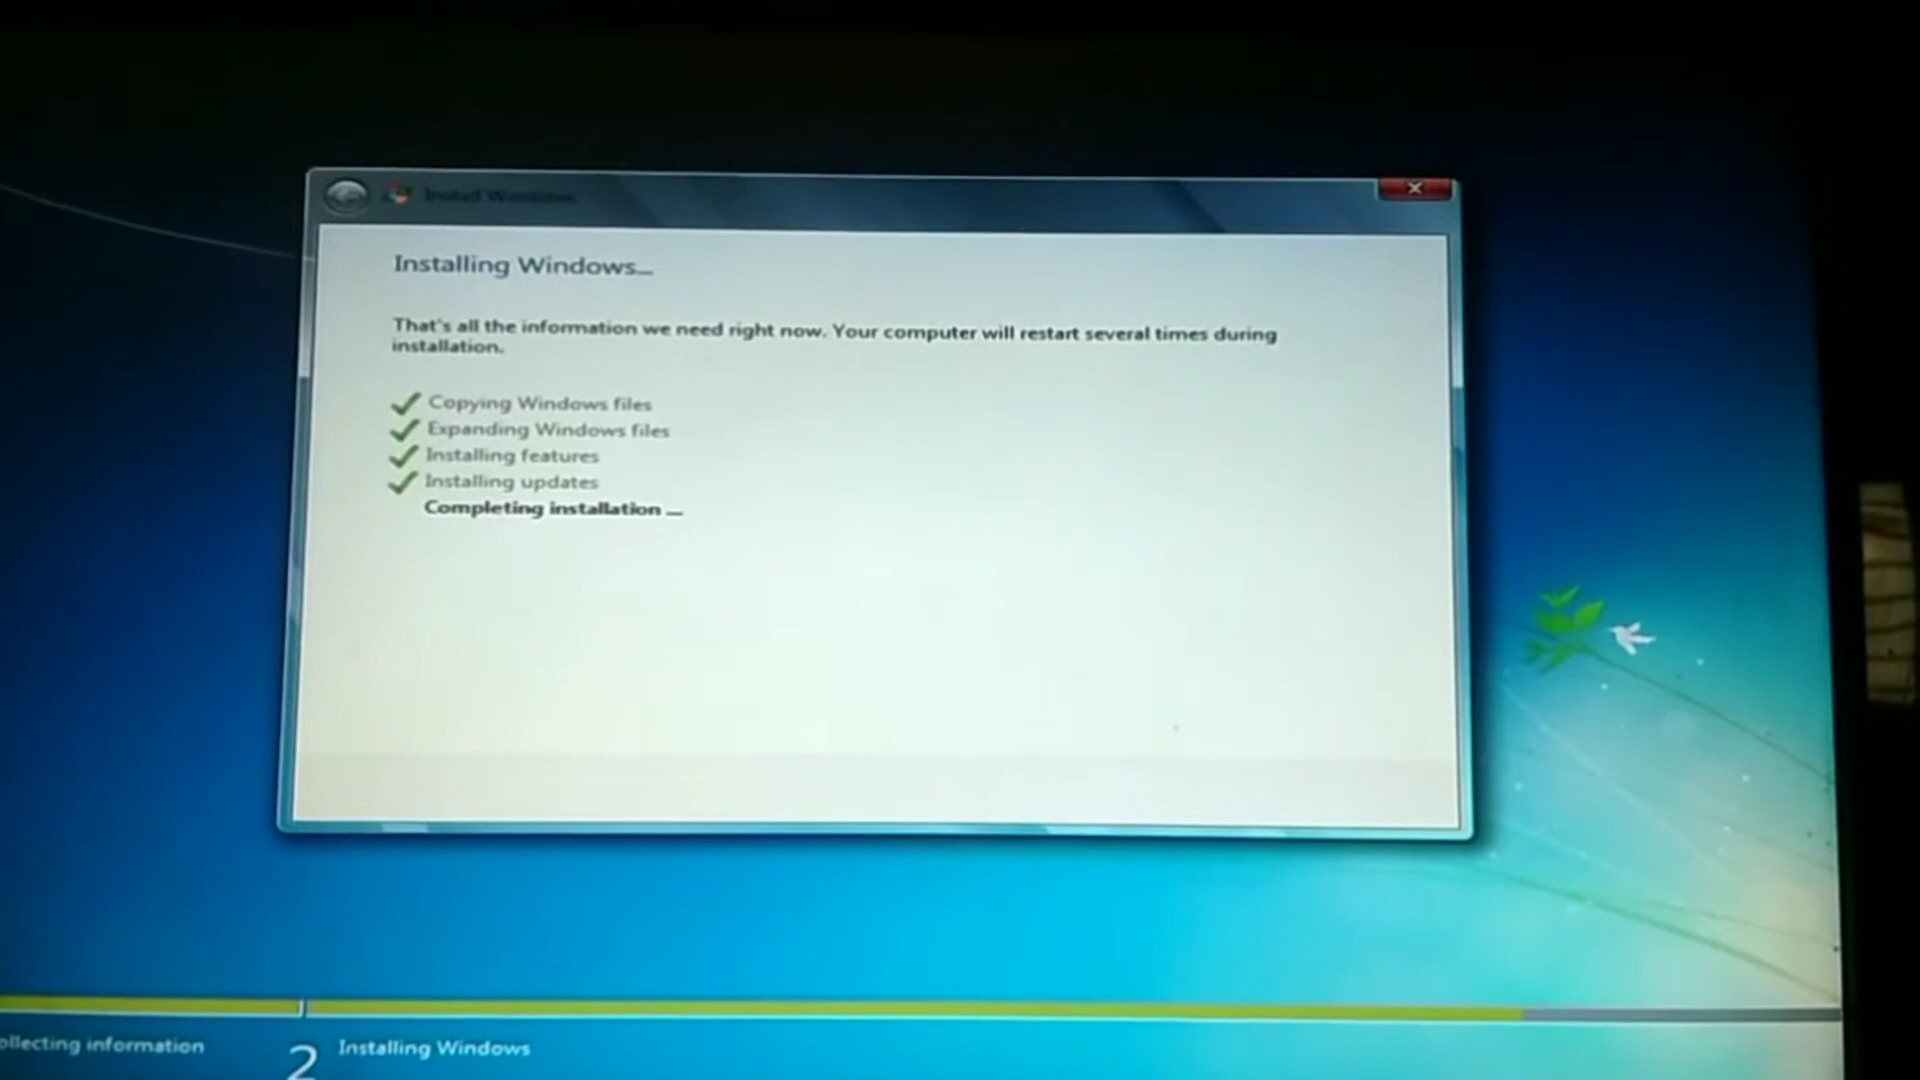 Install Windows
Installing Windows...
That's all the information we need right now. Your computer will restart several times during
installation.
Copying Windows files
Expanding Windows files
Installing features
Installing updates
Completing installation ...
ollecting information
2 Installing Windows